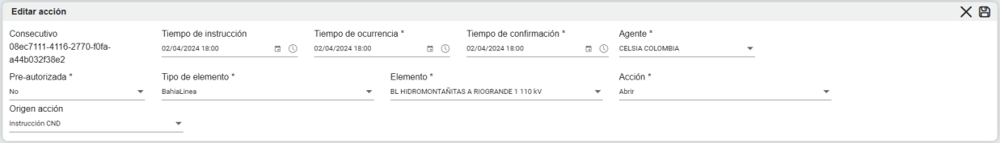 Editar acción
Consecutivo
08ec7111-4116-2770-f0fa-
a44b032f38e2
Tiempo de instrucción
02/04/2024 18:00
Tiempo de ocurrencia *
02/04/2024 18:00
Tiempo de confirmación *
02/04/2024 18:00
Agente *
CELSIA COLOMBIA
Pre-autorizada *
No
Tipo de elemento *
BahiaLinea
Elemento *
BL HIDROMONTAÑITAS A RIOGRANDE 1 110 kV
Acción *
Abrir
Origen acción
Instrucción CND